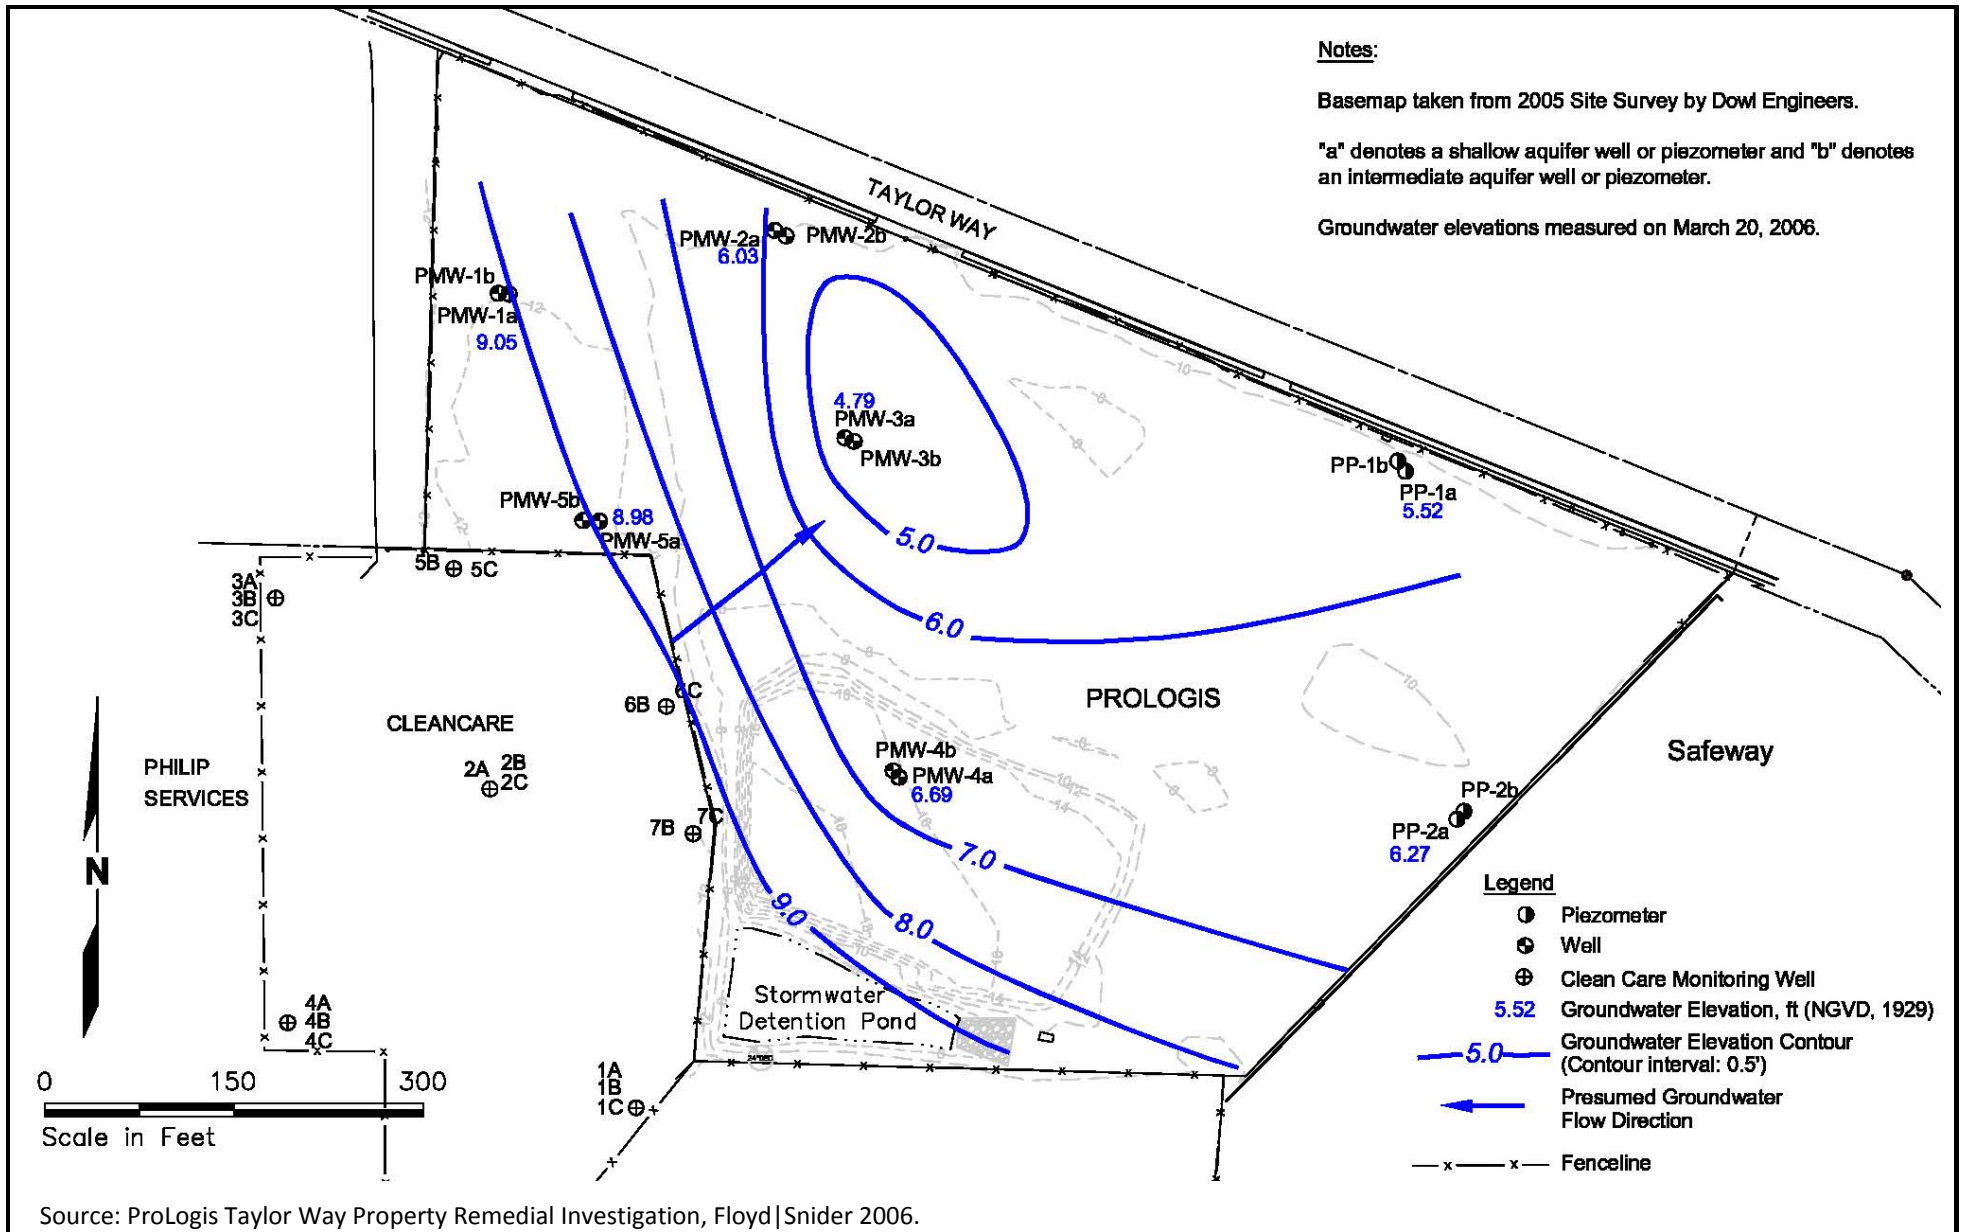 Notes:
Basemap taken from 2005 Site Survey by Dowl Engineers.
"a" denotes a shallow aquifer well or piezometer and "b" denotes
an intermediate aquifer well or piezometer.
Groundwater elevations measured on March 20, 2006.
TAYLOR WAY
PMW-2a
PMW-2b
6.03
PMW-1b
PMW-1a
9.05
12
10
8
4.79
PMW-3a
PMW-3b
PP-1b
PP-1a
5.52
PMW-5b
8.98
PMW-5a
5.0
12
5B
5C
3A
3B
3C
6.0
6C
6B
PROLOGIS
10
CLEANCARE
2A
2B
2C
PHILIP
SERVICES
PMW-4b
PMW-4a
6.69
Safeway
7B
7C
PP-2b
PP-2a
6.27
7.0
N
9.0
8.0
Legend
Piezometer
Well
Clean Care Monitoring Well
5.52
Groundwater Elevation, ft (NGVD, 1929)
5.0
Groundwater Elevation Contour
(Contour interval: 0.5')
Presumed Groundwater
Flow Direction
Fenceline
Stormwater
Detention Pond
4A
4B
4C
1A
1B
1C
0
150
300
Scale in Feet
Source: ProLogis Taylor Way Property Remedial Investigation, Floyd|Snider 2006.